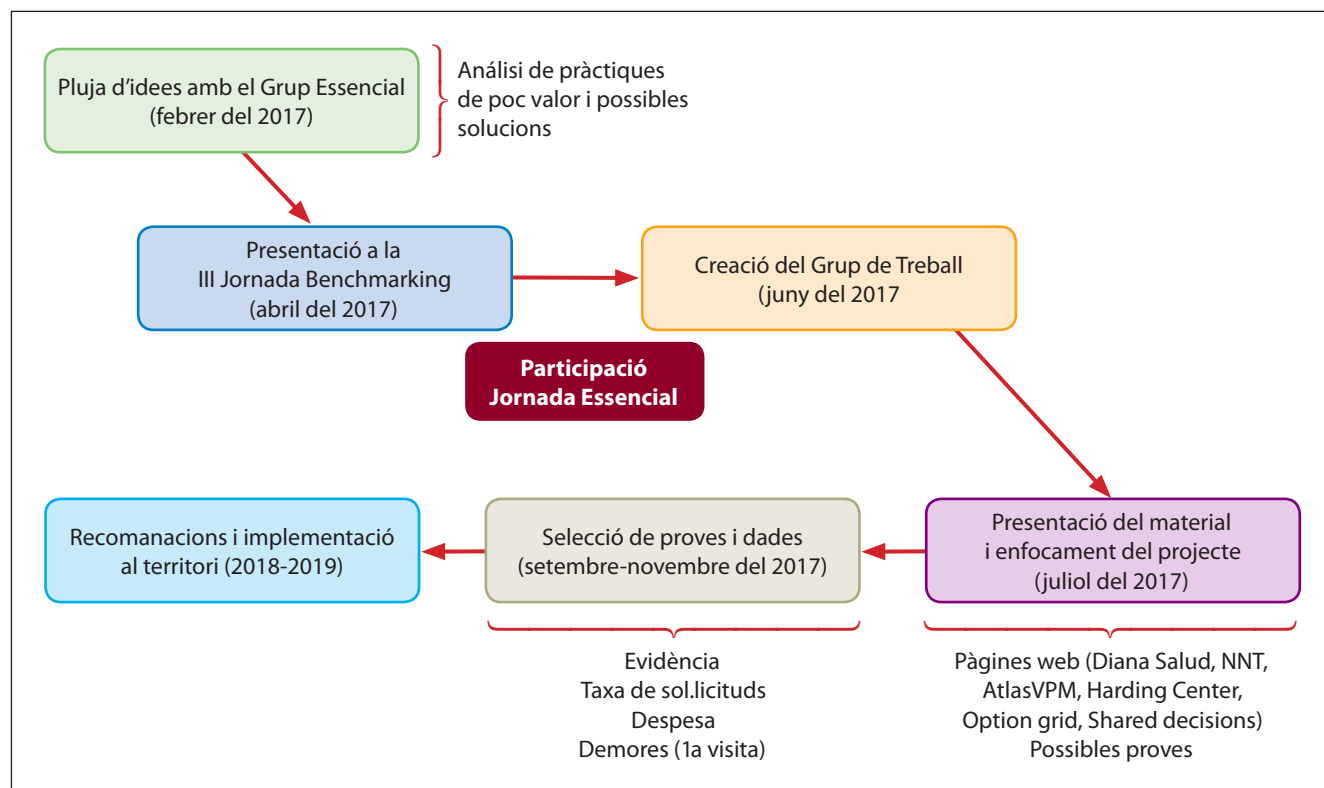 Pluja d’idees amb el Grup Essencial
(febrer del 2017)
Análisi de pràctiques
de poc valor i possibles
solucions
Presentació a la
III Jornada Benchmarking
(abril del 2017)
Creació del Grup de Treball
(juny del 2017
Participació
Jornada Essencial
Recomanacions i implementació
al territori (2018-2019)
Selecció de proves i dades
(setembre-novembre del 2017)
Presentació del material
i enfocament del projecte
(juliol del 2017)
Evidència
Taxa de sol.licituds
Despesa
Demores (1a visita)
Pàgines web (Diana Salud, NNT,
AtlasVPM, Harding Center,
Option grid, Shared decisions)
Possibles proves